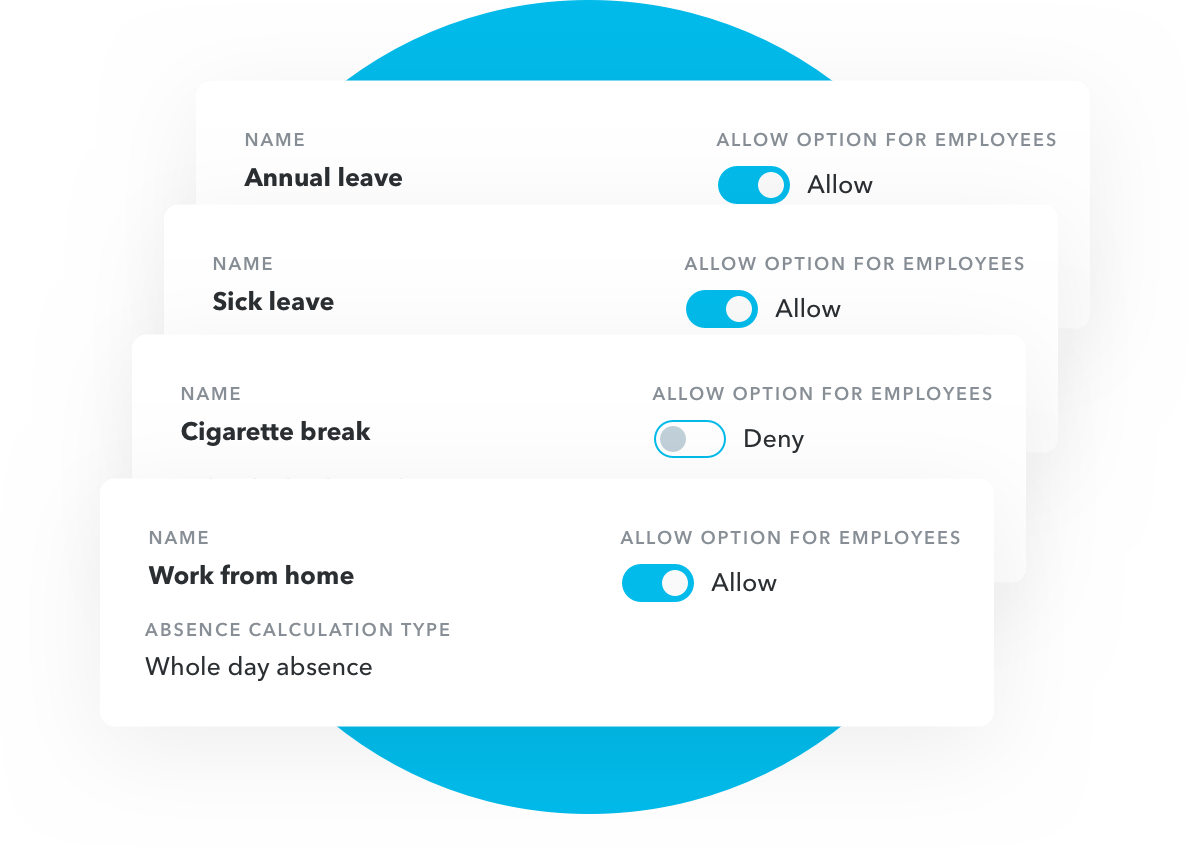 NAME
ALLOW OPTION FOR EMPLOYEES
Annual leave
Allow
NAME
ALLOW OPTION FOR EMPLOYEES
Sick leave
Allow
NAME
ALLOW OPTION FOR EMPLOYEES
Cigarette break
Deny
NAME
ALLOW OPTION FOR EMPLOYEES
Work from home
Allow
ABSENCE CALCULATION TYPE
Whole day absence